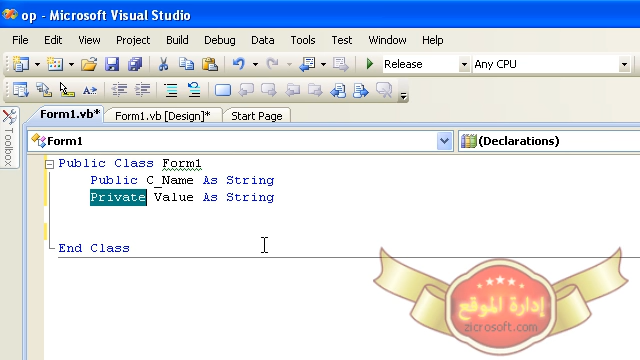 op - Microsoft Visual Studio
File Edit View Project Build Debug Data Tools Test Window Help
Release Any CPU
Form1.vb* Form1.vb [Design]* Start Page
Toolbox
Form1 (Declarations)
Public Class Form1
Public C_Name As String
Private Value As String
End Class
إدارة الموقع
zicrosoft.com